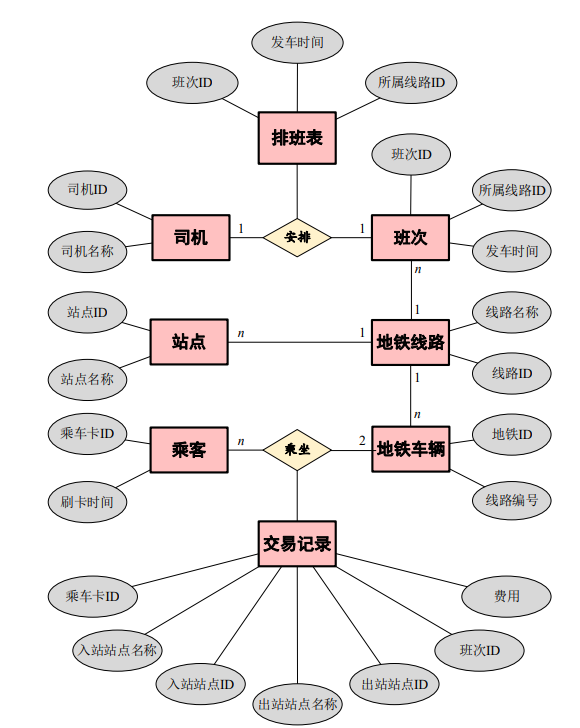 发车时间
班次ID
所属线路ID
排班表
班次ID
司机ID
所属线路ID
司机
1
安排
1
班次
司机名称
发车时间
n
站点ID
1
线路名称
站点
n
1
地铁线路
站点名称
线路ID
1
乘车卡ID
n
地铁ID
乘客
n
乘坐
2
地铁车辆
刷卡时间
线路编号
交易记录
乘车卡ID
费用
入站站点名称
班次ID
入站站点ID
出站站点ID
出站站点名称